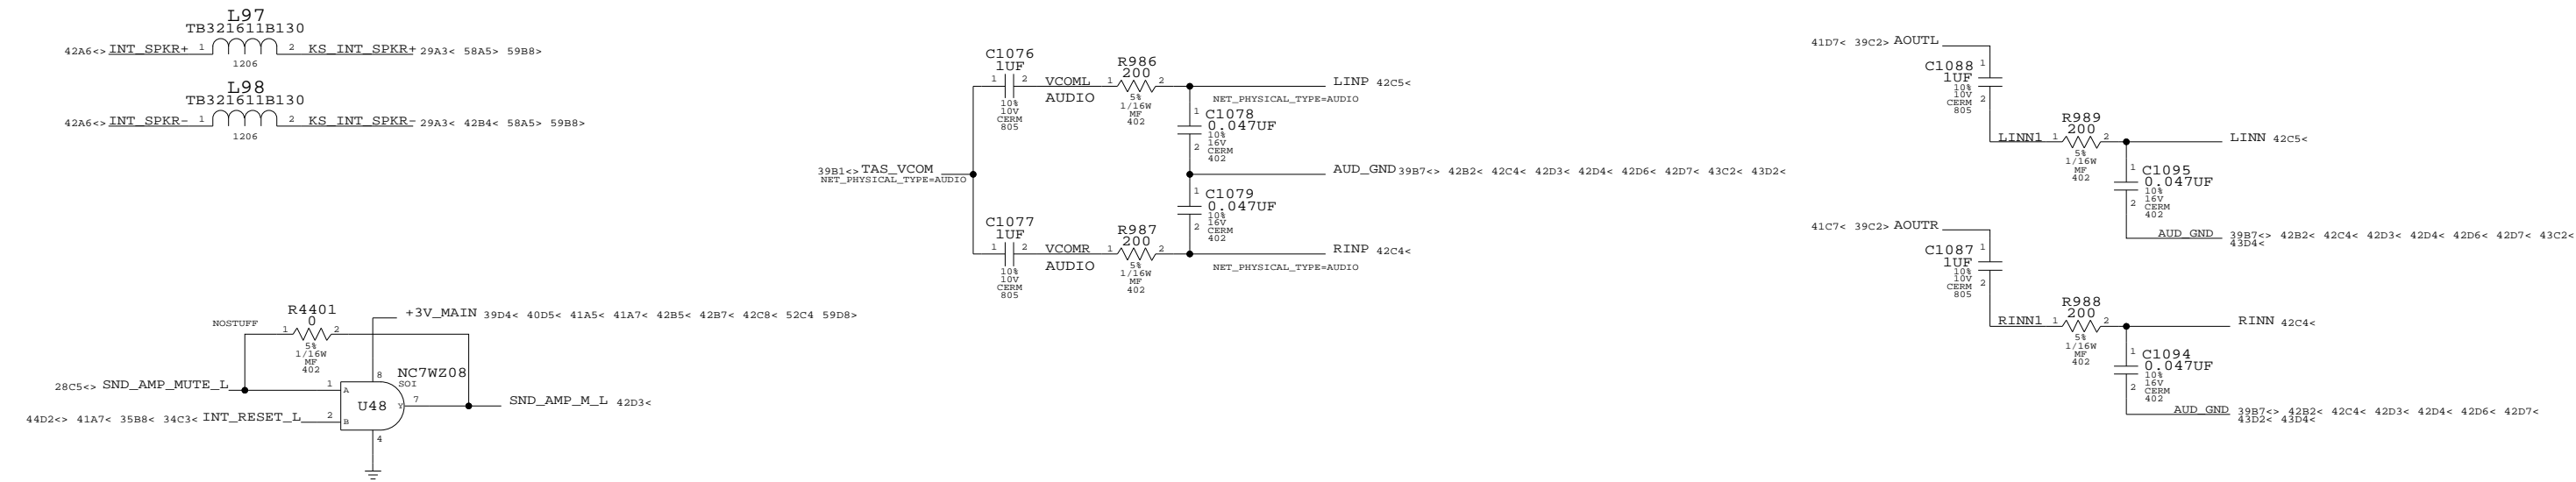 L97
TB321611B130
42A6<> INT_SPKR+ 1 2 KS_INT_SPKR+ 29A3< 58A5> 59B8>
1206
L98
TB321611B130
42A6<> INT_SPKR- 1 2 KS_INT_SPKR- 29A3< 42B4< 58A5> 59B8>
1206
R4401
0
NOSTUFF
1 2
5%
1/16W
MF
402
+3V_MAIN 39D4< 40D5< 41A5< 41A7< 42B5< 42B7< 42C8< 52C4 59D8>
8
NC7WZ08
SOI
28C5<> SND_AMP_MUTE_L 1 A
U48 Y 7 SND_AMP_M_L 42D3<
44D2<> 41A7< 35B8< 34C3< INT_RESET_L 2 B
4
C1076
1UF
1 2
10%
10V
CERM
805
VCOML
AUDIO
R986
200
1 2
5%
1/16W
MF
402
LINP 42C5<
NET_PHYSICAL_TYPE=AUDIO
1
C1078
0.047UF
10%
16V
CERM
402
2
39B1<> TAS_VCOM
NET_PHYSICAL_TYPE=AUDIO
AUD_GND 39B7<> 42B2< 42C4< 42D3< 42D4< 42D6< 42D7< 43C2< 43D2<
1
C1079
0.047UF
10%
16V
CERM
402
2
C1077
1UF
1 2
10%
10V
CERM
805
VCOMR
AUDIO
R987
200
1 2
5%
1/16W
MF
402
RINP 42C4<
NET_PHYSICAL_TYPE=AUDIO
41D7< 39C2> AOUTL
C1088 1
1UF
10%
10V
CERM 2
805
R989
200
LINN1 1 2
5%
1/16W
MF
402
LINN 42C5<
1
C1095
0.047UF
10%
16V
2 CERM
402
AUD_GND 39B7<> 42B2< 42C4< 42D3< 42D4< 42D6< 42D7< 43C2<
43D4<
41C7< 39C2> AOUTR
C1087 1
1UF
10%
10V
CERM 2
805
R988
200
RINN1 1 2
5%
1/16W
MF
402
RINN 42C4<
1
C1094
0.047UF
10%
16V
2 CERM
402
AUD_GND 39B7<> 42B2< 42C4< 42D3< 42D4< 42D6< 42D7<
43D2< 43D4<